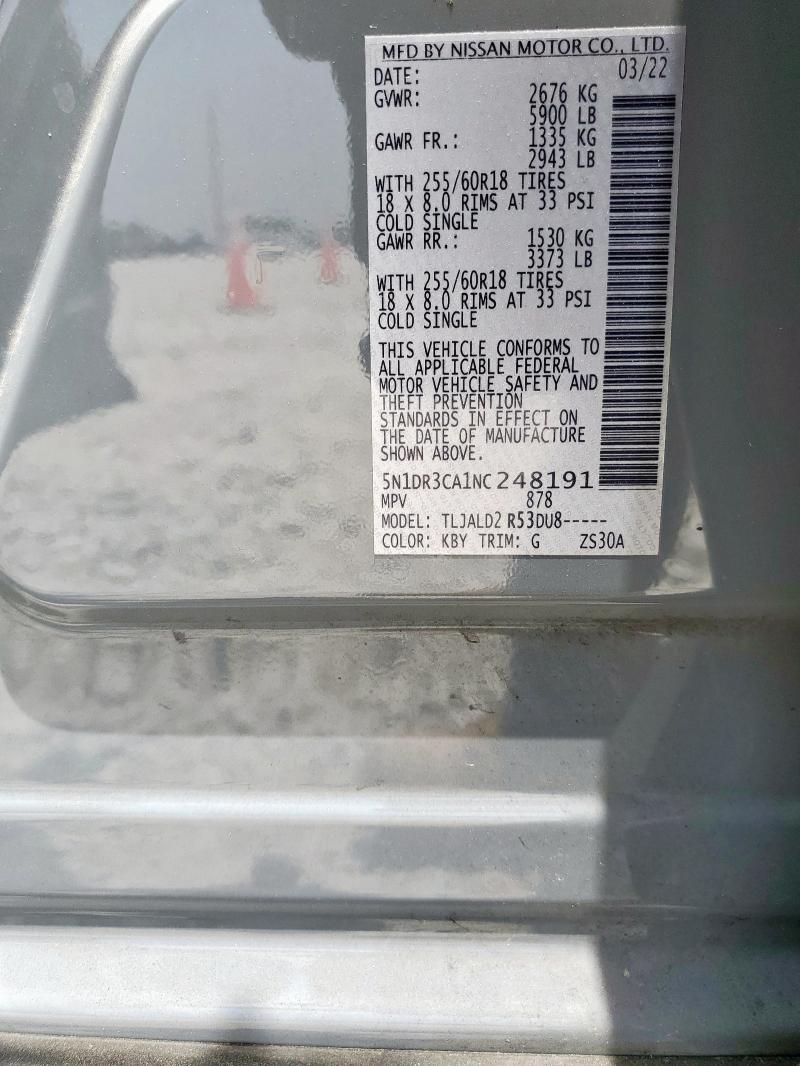 MFD BY NISSAN MOTOR CO., LTD.
DATE: 03/22
GVWR: 2676 KG
5900 LB
GAWR FR.: 1335 KG
2943 LB
WITH 255/60R18 TIRES
18 X 8.0 RIMS AT 33 PSI
COLD SINGLE
GAWR RR.: 1530 KG
3373 LB
WITH 255/60R18 TIRES
18 X 8.0 RIMS AT 33 PSI
COLD SINGLE
THIS VEHICLE CONFORMS TO
ALL APPLICABLE FEDERAL
MOTOR VEHICLE SAFETY AND
THEFT PREVENTION
STANDARDS IN EFFECT ON
THE DATE OF MANUFACTURE
SHOWN ABOVE.
5N1DR3CA1NC248191
MPV 878
MODEL: TLJALD2 R53DU8-----
COLOR: KBY TRIM: G ZS30A